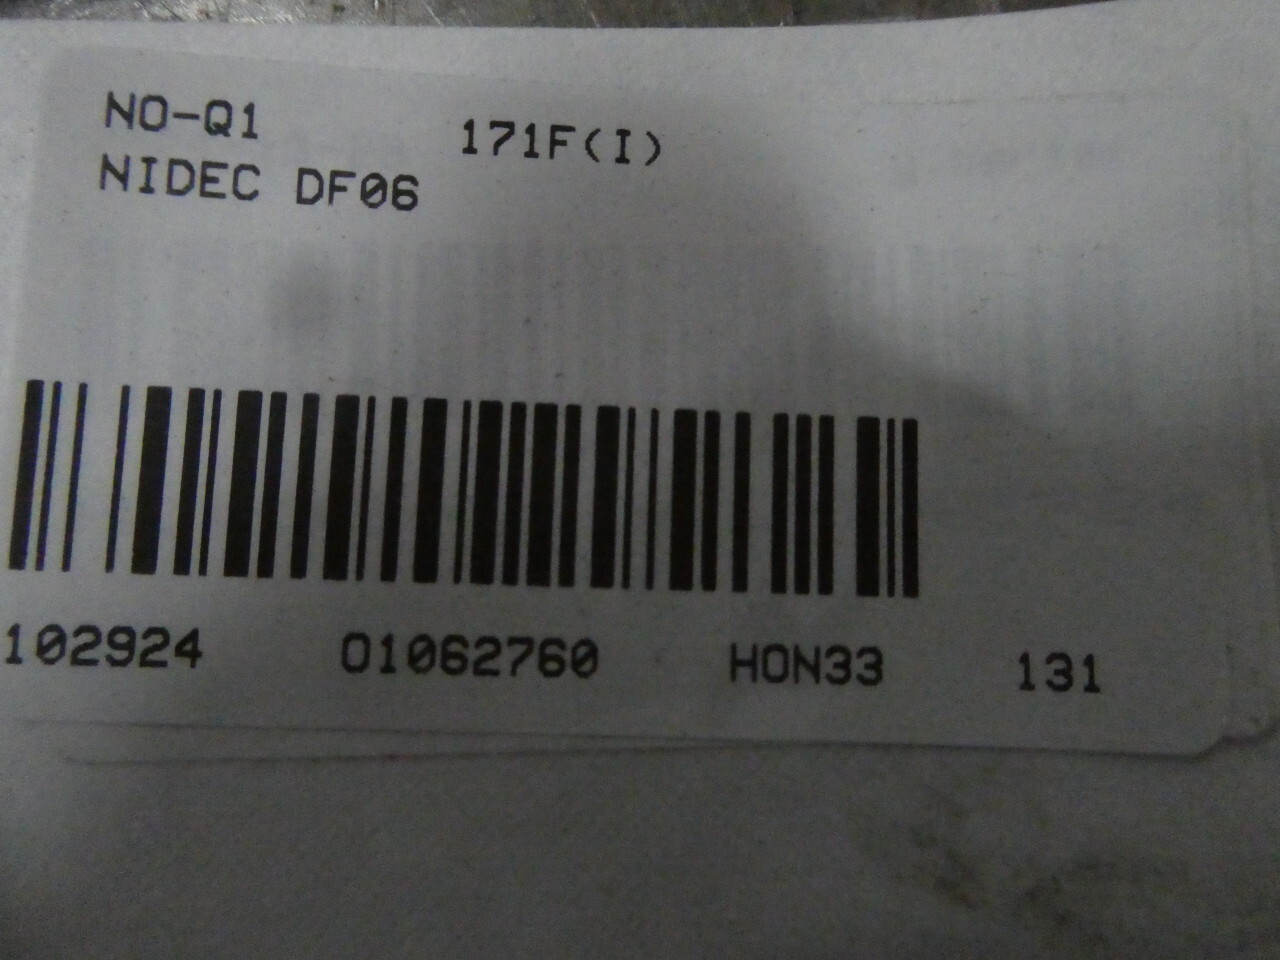 NO-Q1 171F(I)
NIDEC DF06
102924 01062760 HON33 131